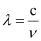 λ = c/ν